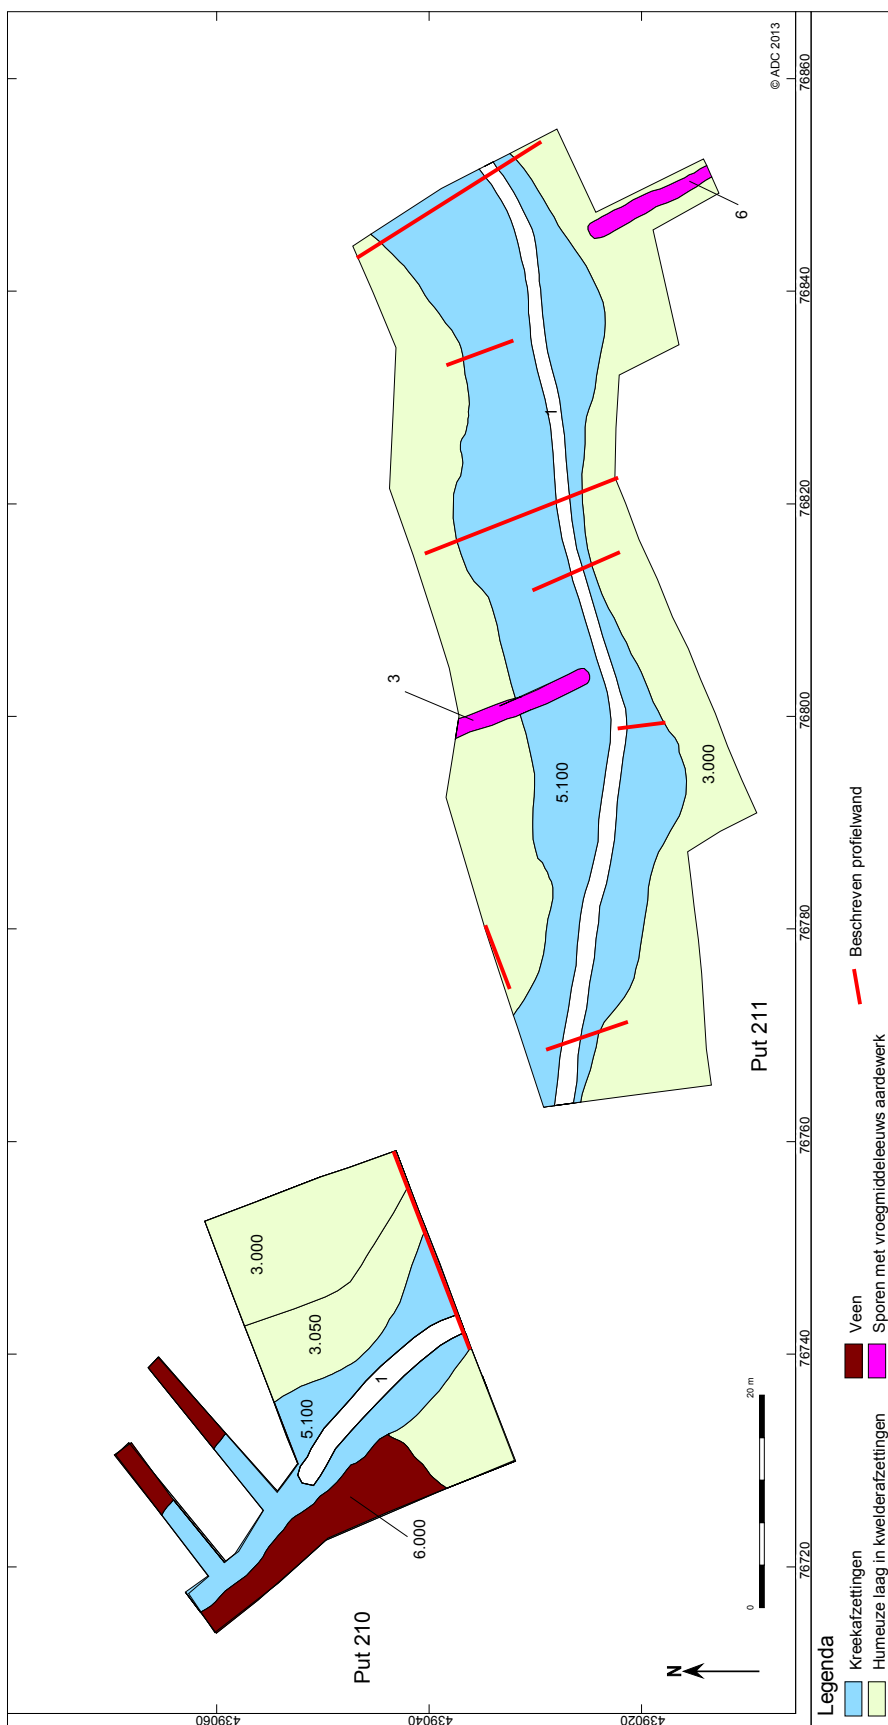 © ADC 2013
439060
439040
439020
76720
76740
76760
76780
76800
76820
76840
76860
Put 210
6.000
5.100
1
3.050
3.000
Put 211
5.100
3.000
3
1
6
N
0
20 m
Legenda
Kreekafzettingen
Humeuze laag in kwelderafzettingen
Veen
Sporen met vroegmiddeleeuws aardewerk
Beschreven profielwand